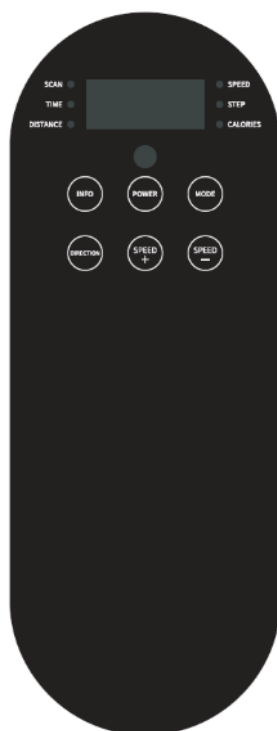 SCAN SPEED
TIME STEP
DISTANCE CALORIES
INFO POWER MODE
DIRECTION SPEED + SPEED −